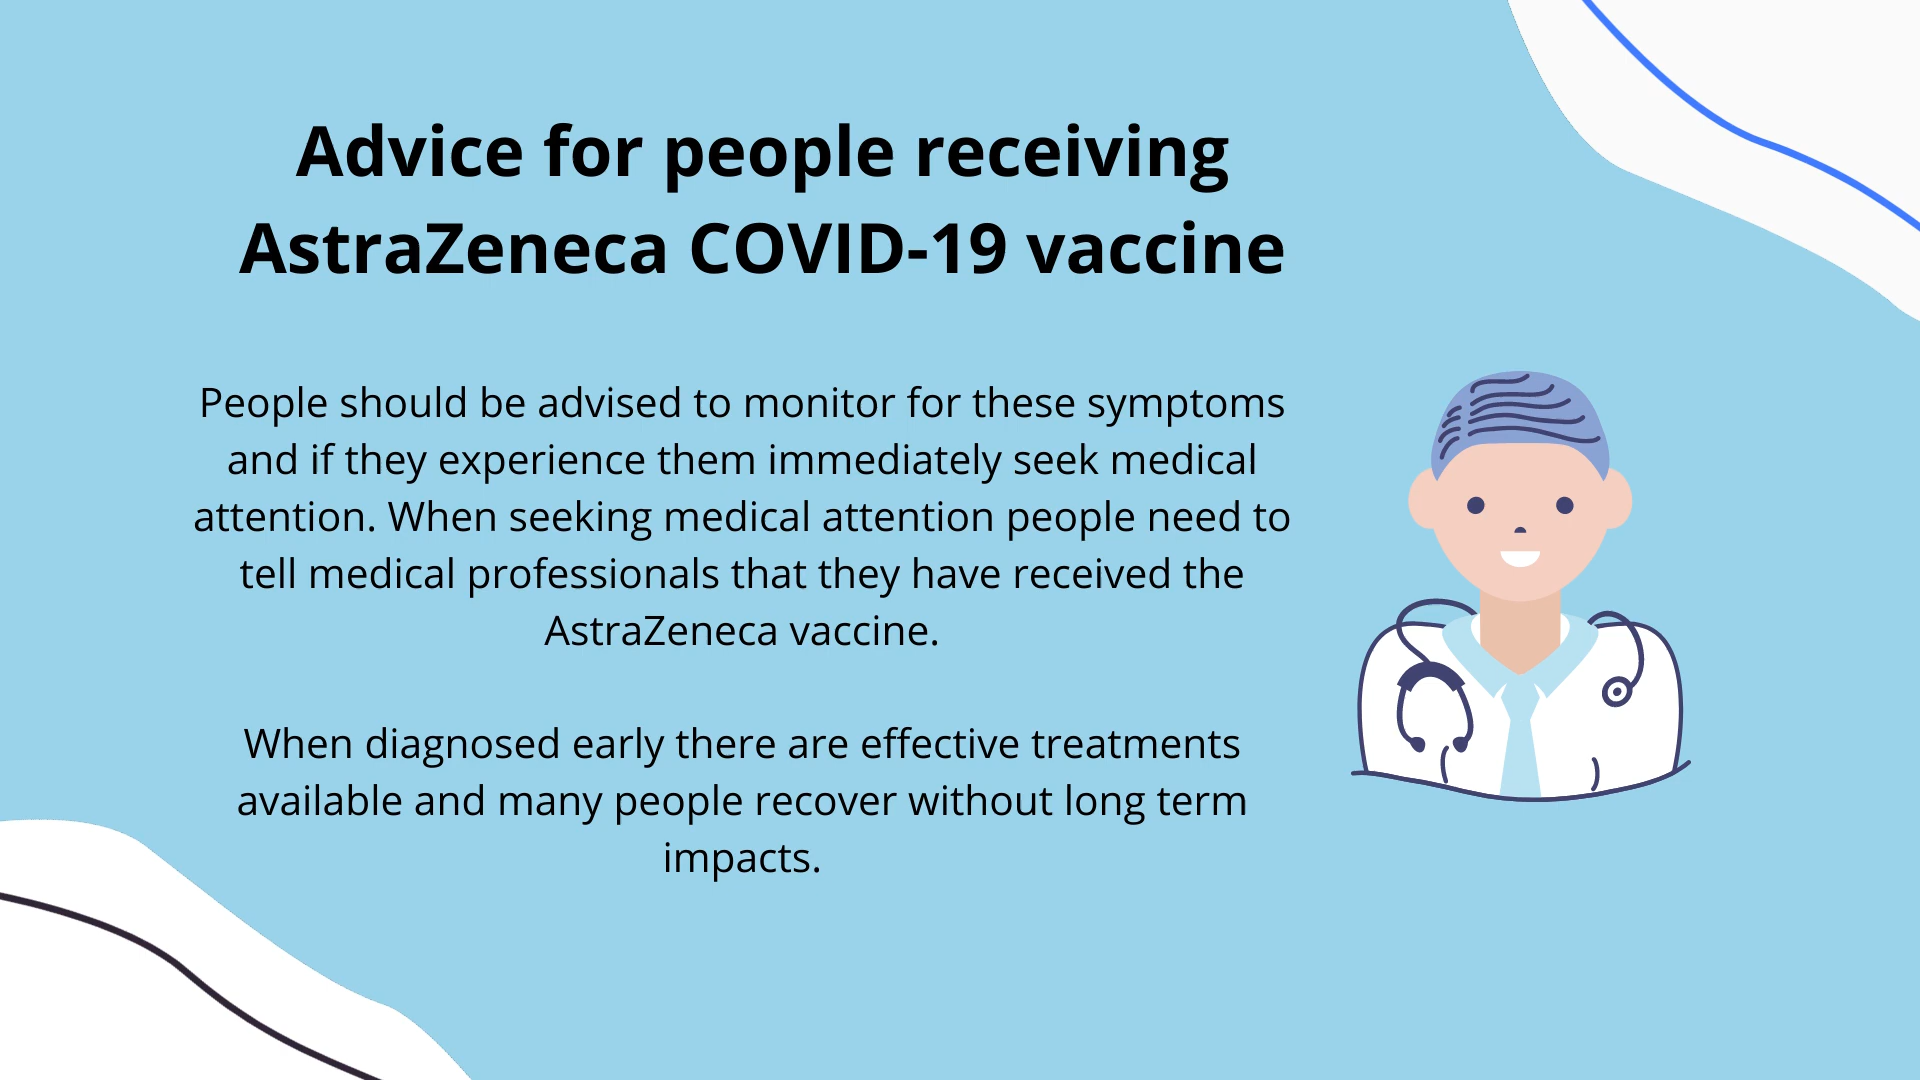 Advice for people receiving
AstraZeneca COVID-19 vaccine
People should be advised to monitor for these symptoms
and if they experience them immediately seek medical
attention. When seeking medical attention people need to
tell medical professionals that they have received the
AstraZeneca vaccine.
When diagnosed early there are effective treatments
available and many people recover without long term
impacts.